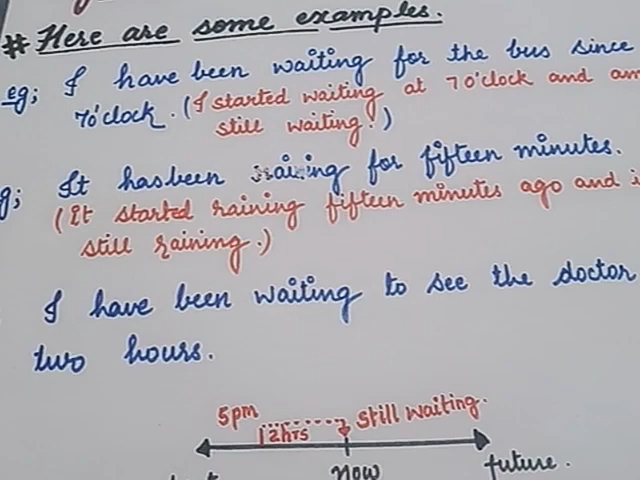 # Here are some examples.
eg; I have been waiting for the bus since
7o'clock. (I started waiting at 7 o'clock and am
still waiting.)
g; It hasbeen raining for fifteen minutes.
(It started raining fifteen minutes ago and i
still raining.)
I have been waiting to see the doctor
two hours.
5pm
2hrs still waiting.
now future.